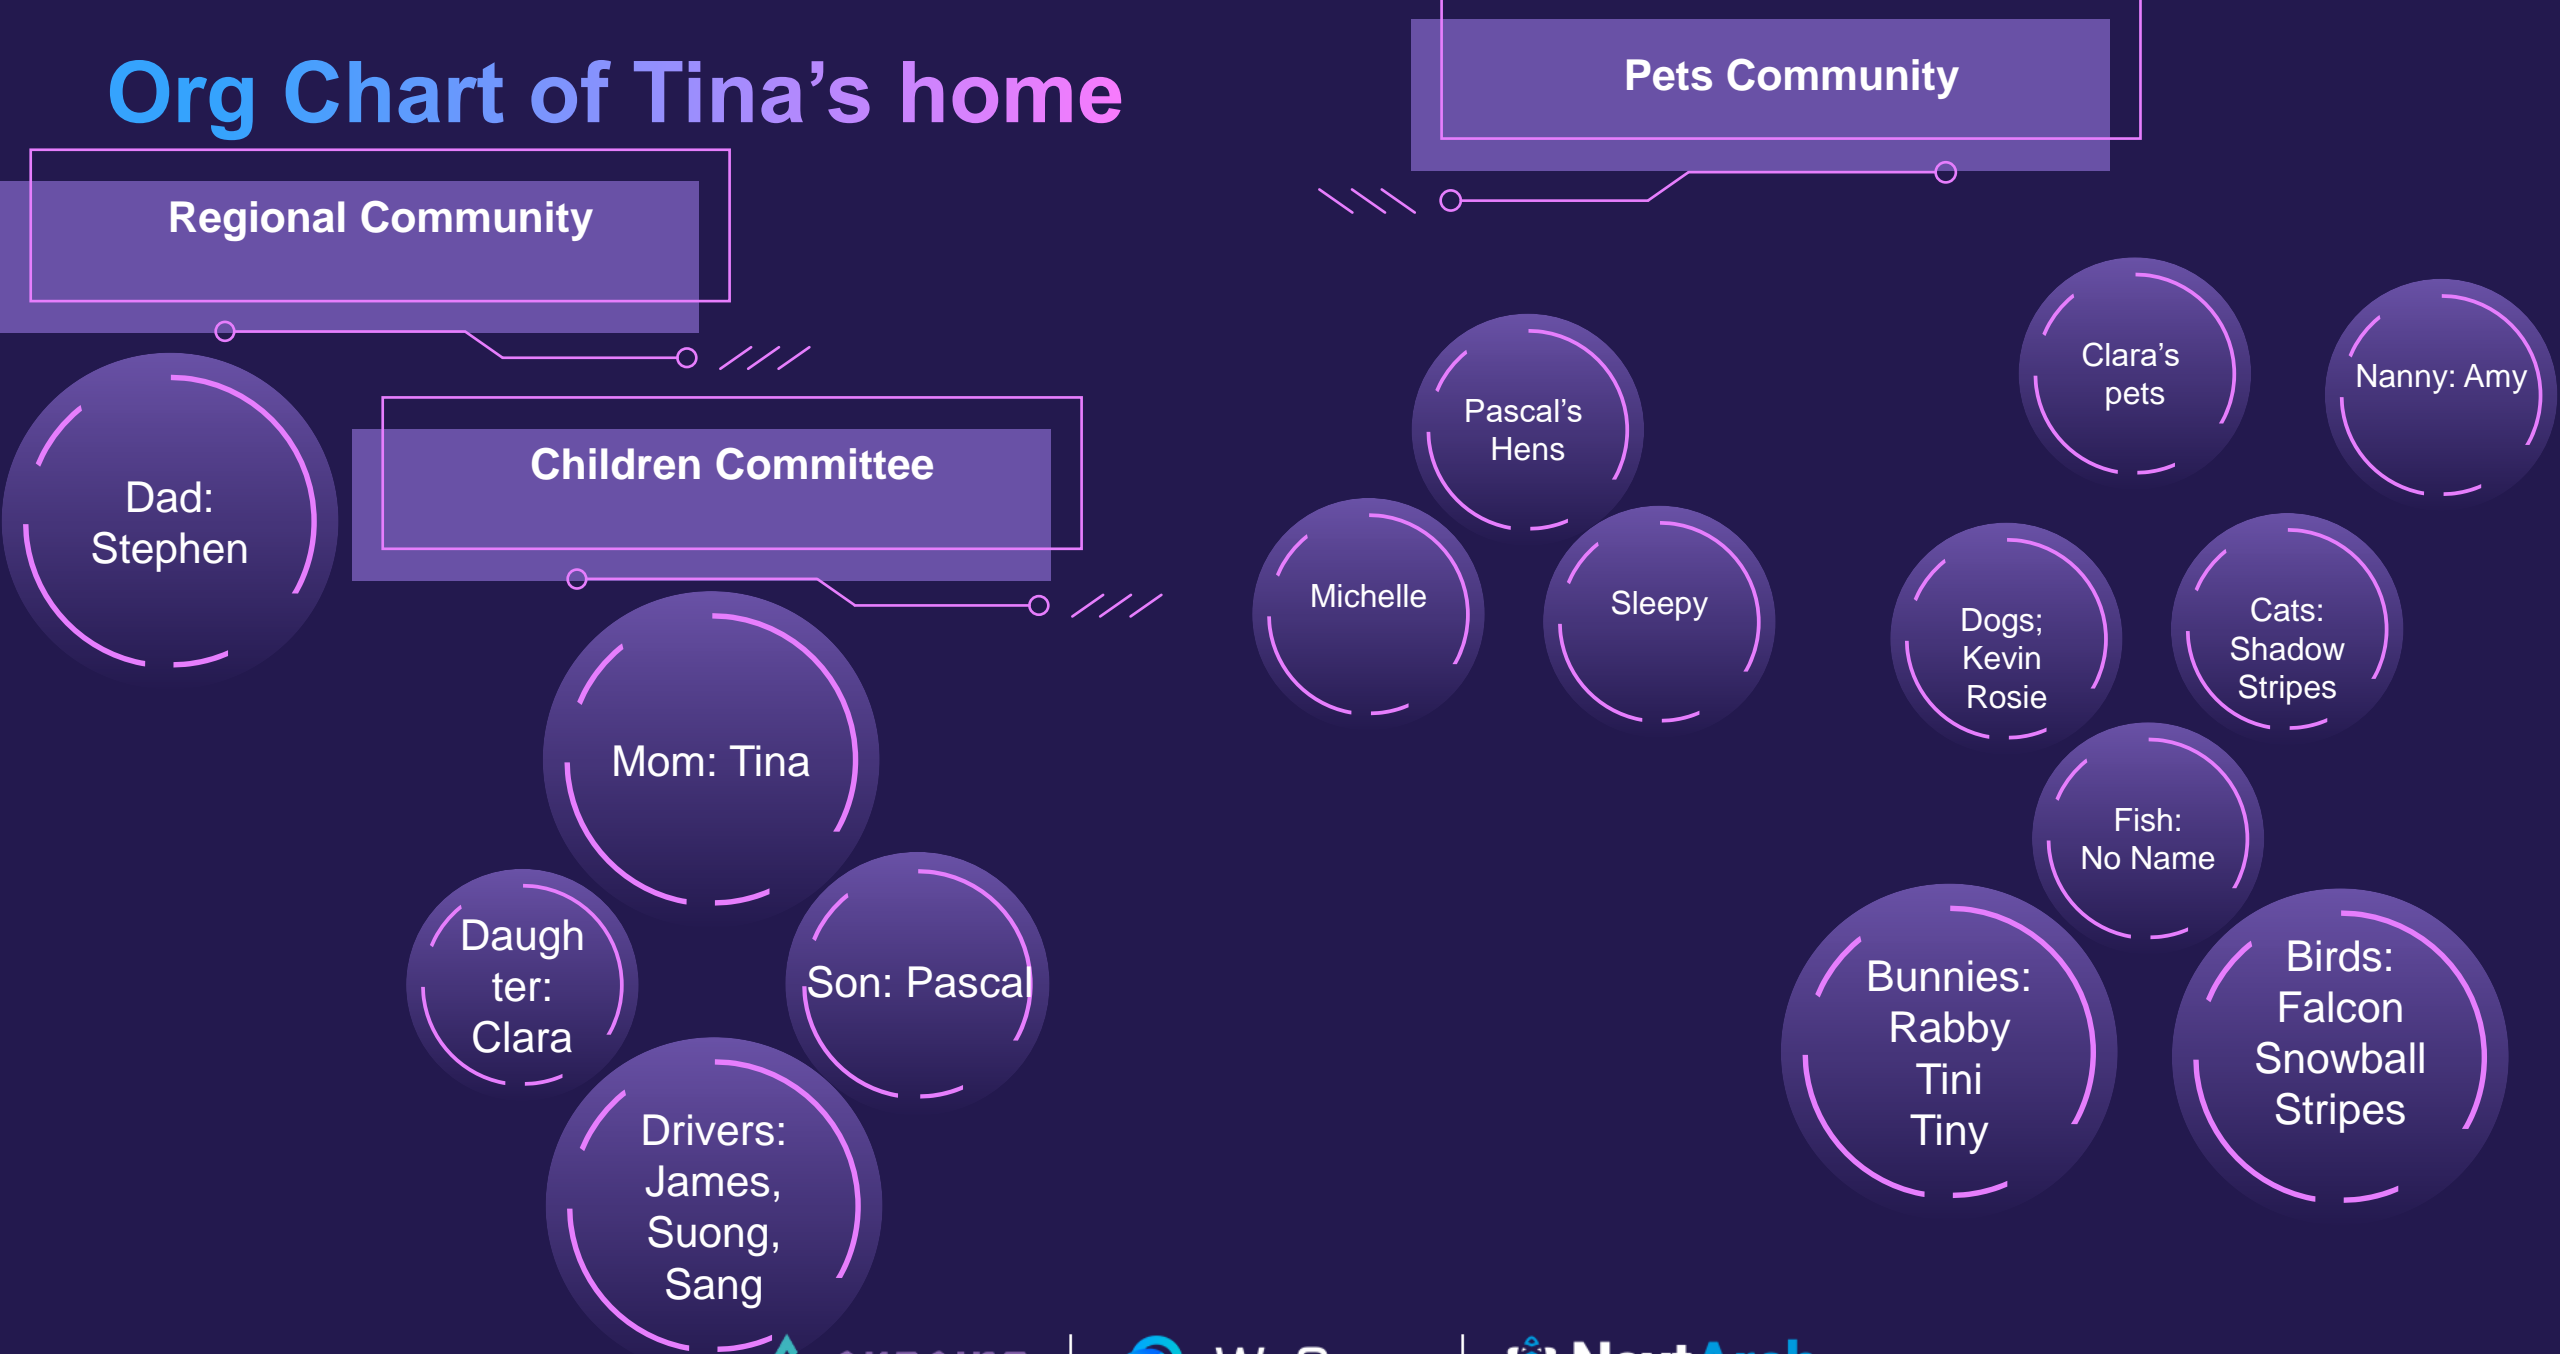 Org Chart of Tina’s home
Regional Community
Dad:
Stephen
Children Committee
Mom: Tina
Daugh
ter:
Clara
Son: Pascal
Drivers:
James,
Suong,
Sang
Pets Community
Pascal’s
Hens
Michelle
Sleepy
Clara’s
pets
Nanny: Amy
Dogs;
Kevin
Rosie
Cats:
Shadow
Stripes
Fish:
No Name
Bunnies:
Rabby
Tini
Tiny
Birds:
Falcon
Snowball
Stripes
NextArch